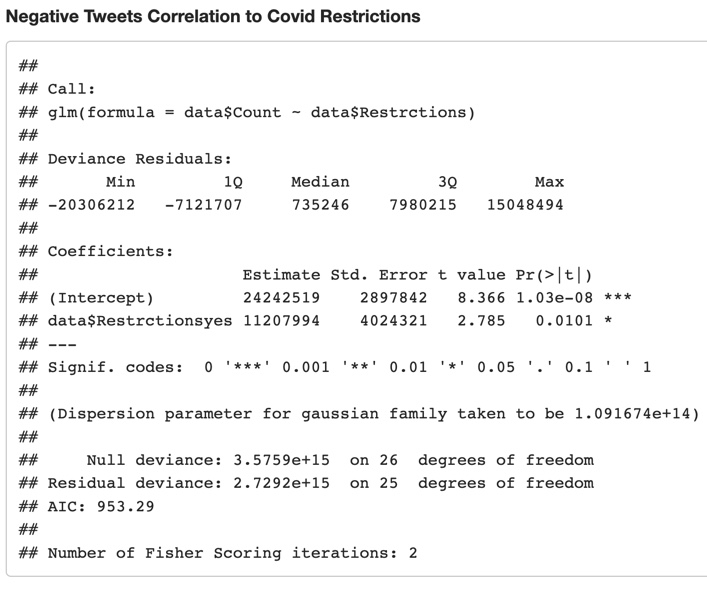 Negative Tweets Correlation to Covid Restrictions
##
## Call:
## glm(formula = data$Count ~ data$Restrctions)
##
## Deviance Residuals:
##       Min        1Q    Median        3Q       Max
## -20306212  -7121707    735246   7980215  15048494
##
## Coefficients:
##                     Estimate Std. Error t value Pr(>|t|)
## (Intercept)         24242519    2897842   8.366 1.03e-08 ***
## data$Restrctionsyes 11207994    4024321   2.785   0.0101 *
## ---
## Signif. codes:  0 '***' 0.001 '**' 0.01 '*' 0.05 '.' 0.1 ' ' 1
##
## (Dispersion parameter for gaussian family taken to be 1.091674e+14)
##
##     Null deviance: 3.5759e+15  on 26  degrees of freedom
## Residual deviance: 2.7292e+15  on 25  degrees of freedom
## AIC: 953.29
##
## Number of Fisher Scoring iterations: 2